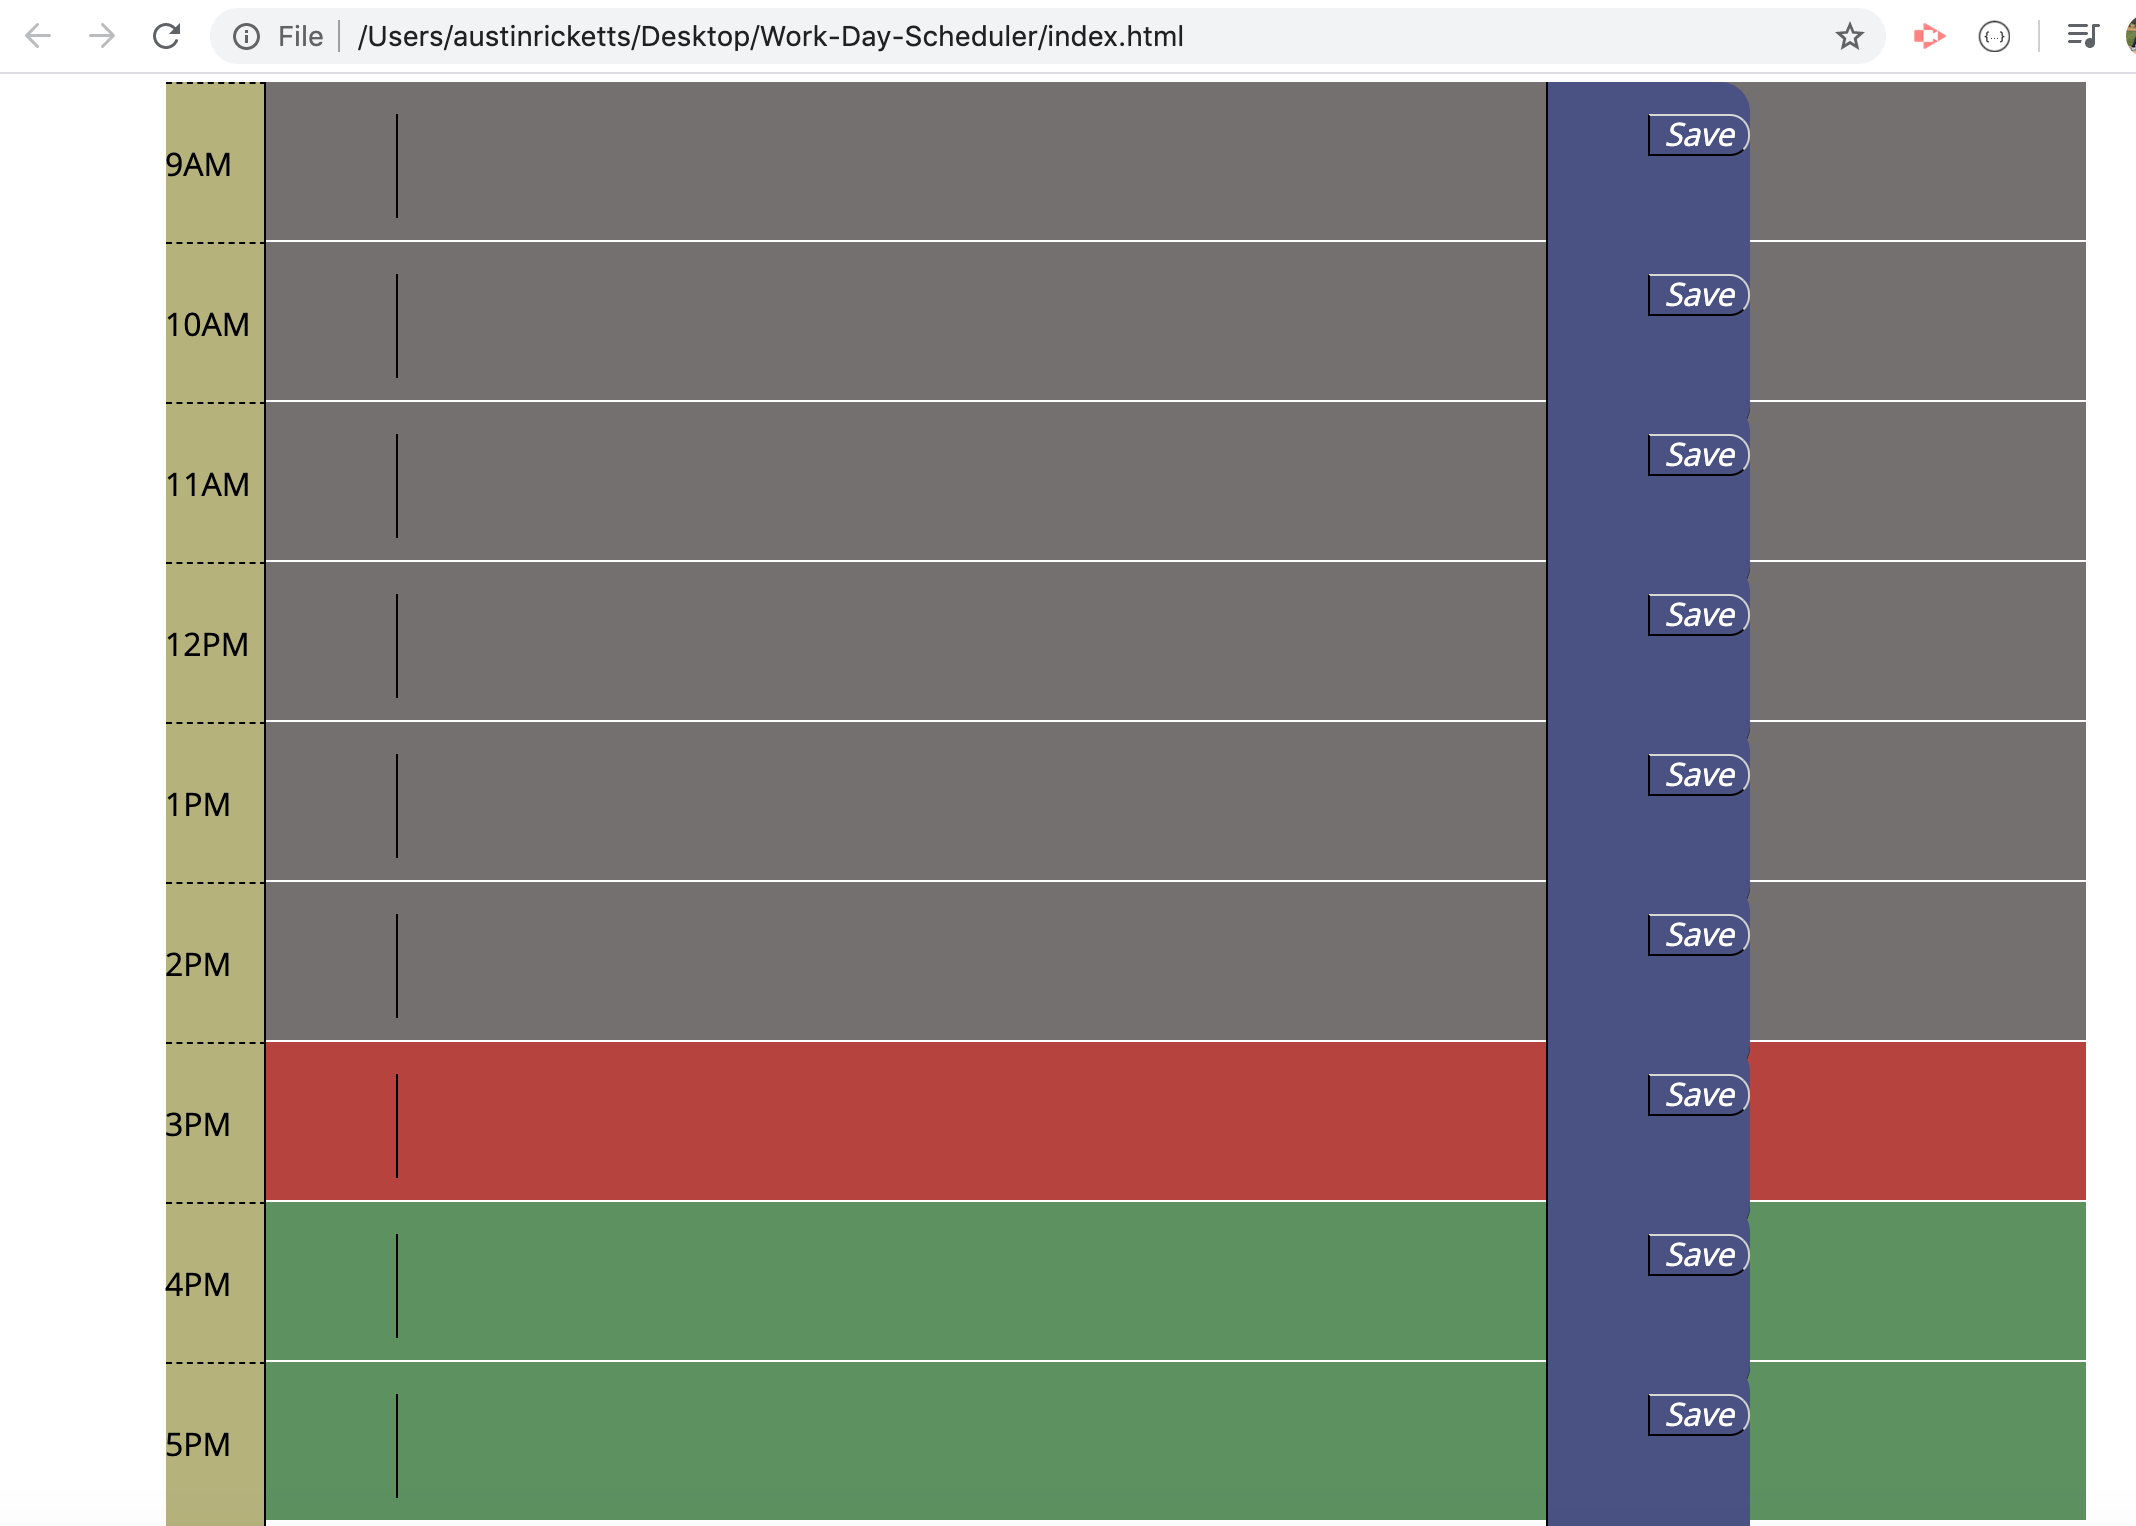 File /Users/austinricketts/Desktop/Work-Day-Scheduler/index.html
9AM Save
10AM Save
11AM Save
12PM Save
1PM Save
2PM Save
3PM Save
4PM Save
5PM Save